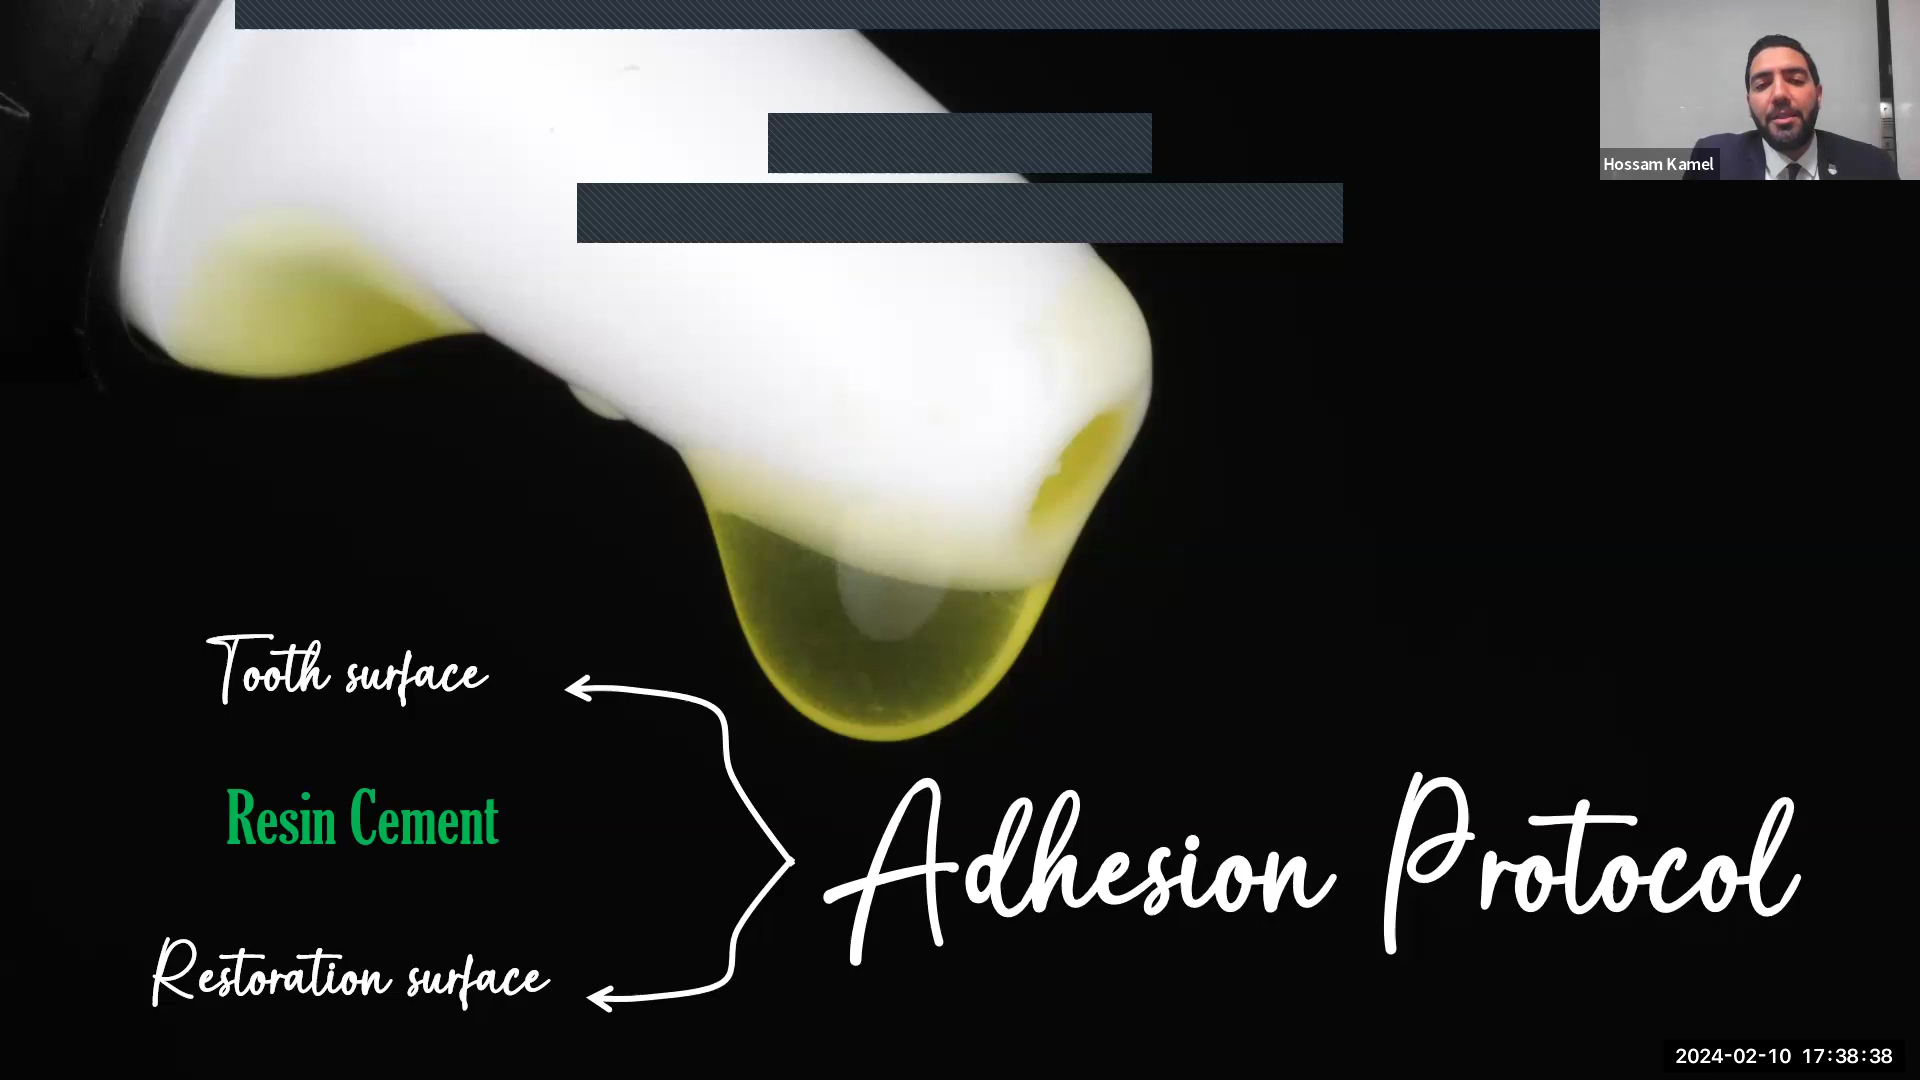 Hossam Kamel
Tooth surface
Resin Cement
Adhesion Protocol
Restoration surface
2024-02-10 17:38:38